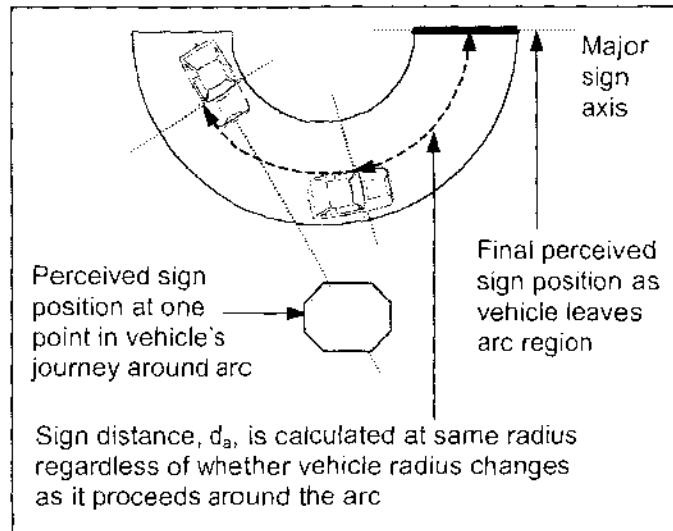 Major
sign
axis
Perceived sign
position at one
point in vehicle's
journey around arc
Final perceived
sign position as
vehicle leaves
arc region
Sign distance, dₐ, is calculated at same radius
regardless of whether vehicle radius changes
as it proceeds around the arc